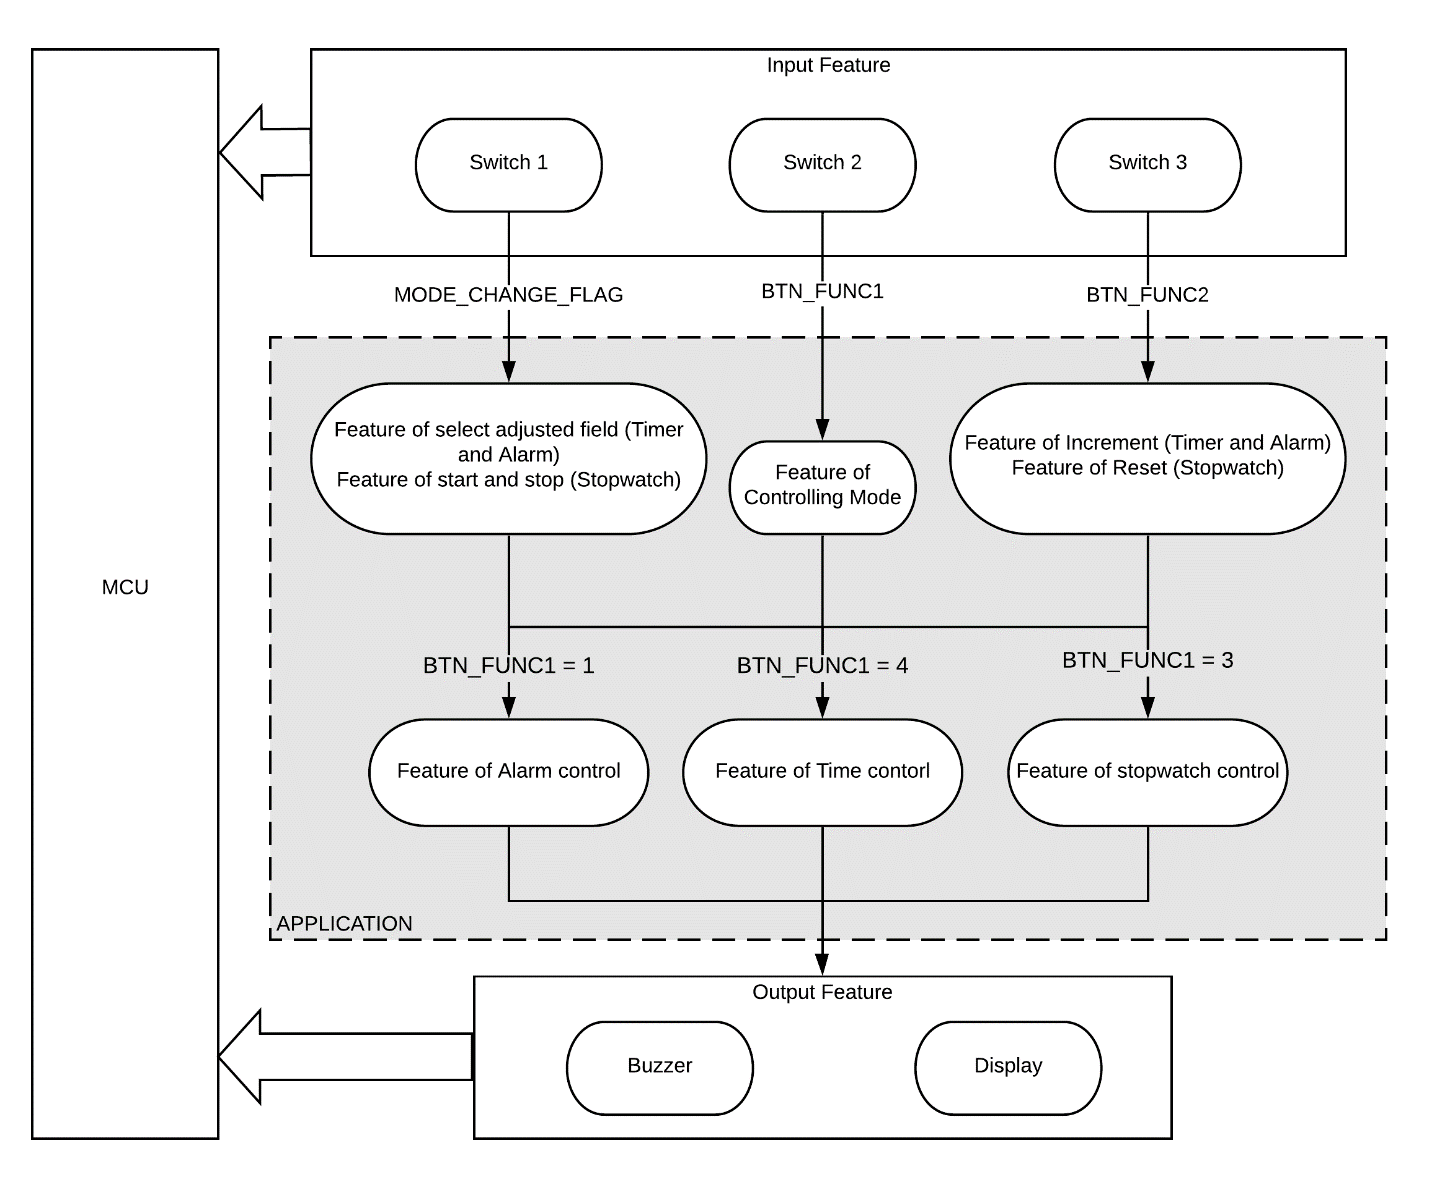 Input Feature
Switch 1
Switch 2
Switch 3
MODE_CHANGE_FLAG
BTN_FUNC1
BTN_FUNC2
Feature of select adjusted field (Timer
and Alarm)
Feature of start and stop (Stopwatch)
Feature of
Controlling Mode
Feature of Increment (Timer and Alarm)
Feature of Reset (Stopwatch)
MCU
BTN_FUNC1 = 1
BTN_FUNC1 = 4
BTN_FUNC1 = 3
Feature of Alarm control
Feature of Time contorl
Feature of stopwatch control
APPLICATION
Output Feature
Buzzer
Display